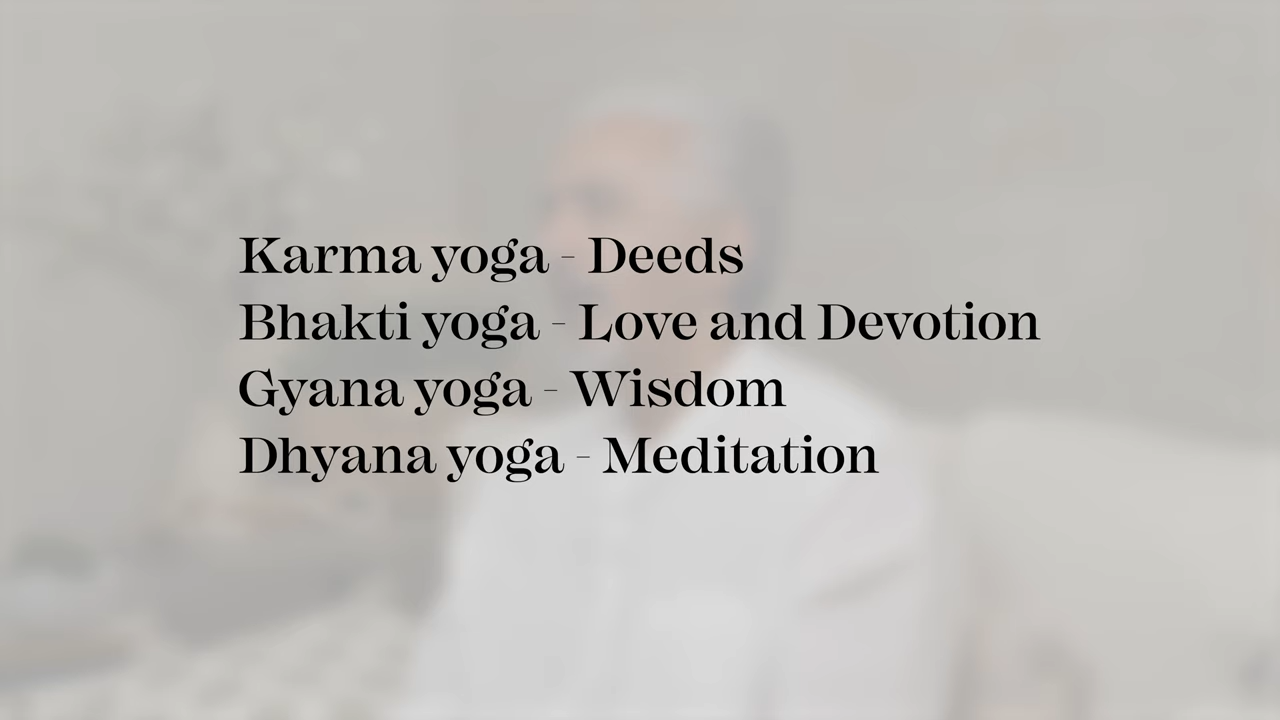 Karma yoga - Deeds
Bhakti yoga - Love and Devotion
Gyana yoga - Wisdom
Dhyana yoga - Meditation